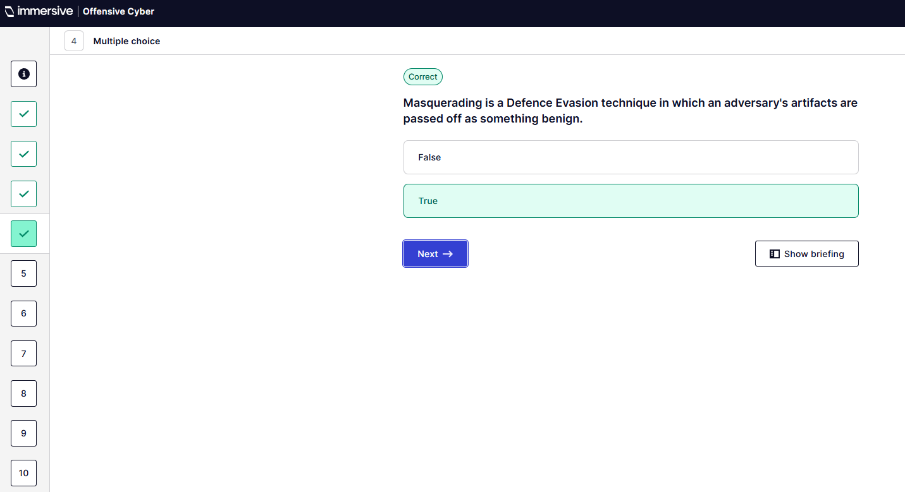 immersive Offensive Cyber
4 Multiple choice
Correct
Masquerading is a Defence Evasion technique in which an adversary's artifacts are
passed off as something benign.
False
True
Next
Show briefing
5
6
7
8
9
10